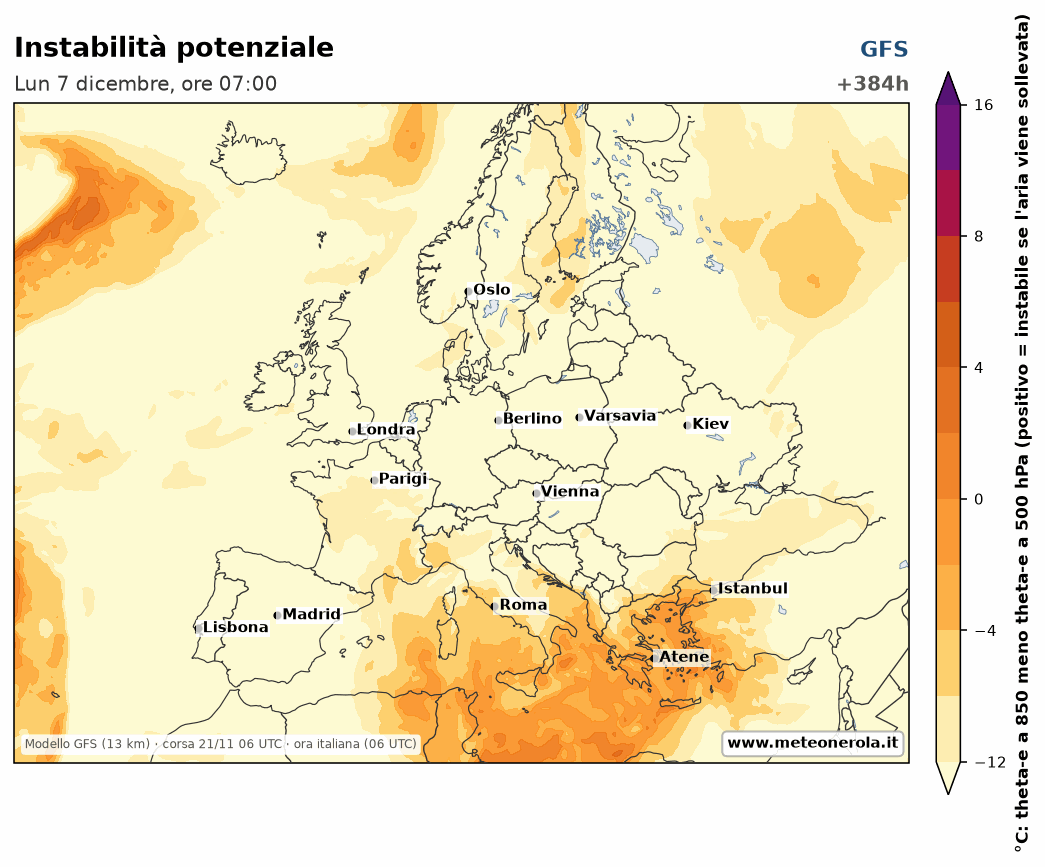 Instabilità potenziale
GFS
Lun 7 dicembre, ore 07:00
+384h
Oslo
Berlino
Varsavia
Kiev
Londra
Parigi
Vienna
Istanbul
Roma
Madrid
Lisbona
Atene
Modello GFS (13 km) · corsa 21/11 06 UTC · ora italiana (06 UTC)
www.meteonerola.it
16
8
4
0
−4
−12
°C: theta-e a 850 meno theta-e a 500 hPa (positivo = instabile se l'aria viene sollevata)